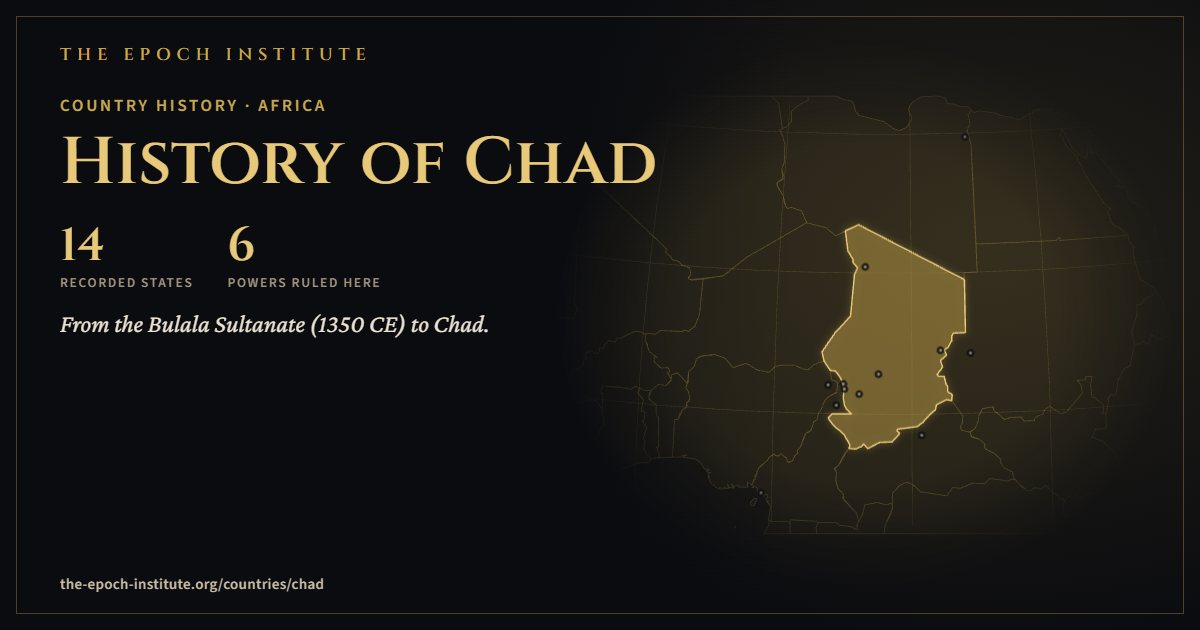 THE EPOCH INSTITUTE
COUNTRY HISTORY · AFRICA
History of Chad
14
6
RECORDED STATES
POWERS RULED HERE
From the Bulala Sultanate (1350 CE) to Chad.
the-epoch-institute.org/countries/chad